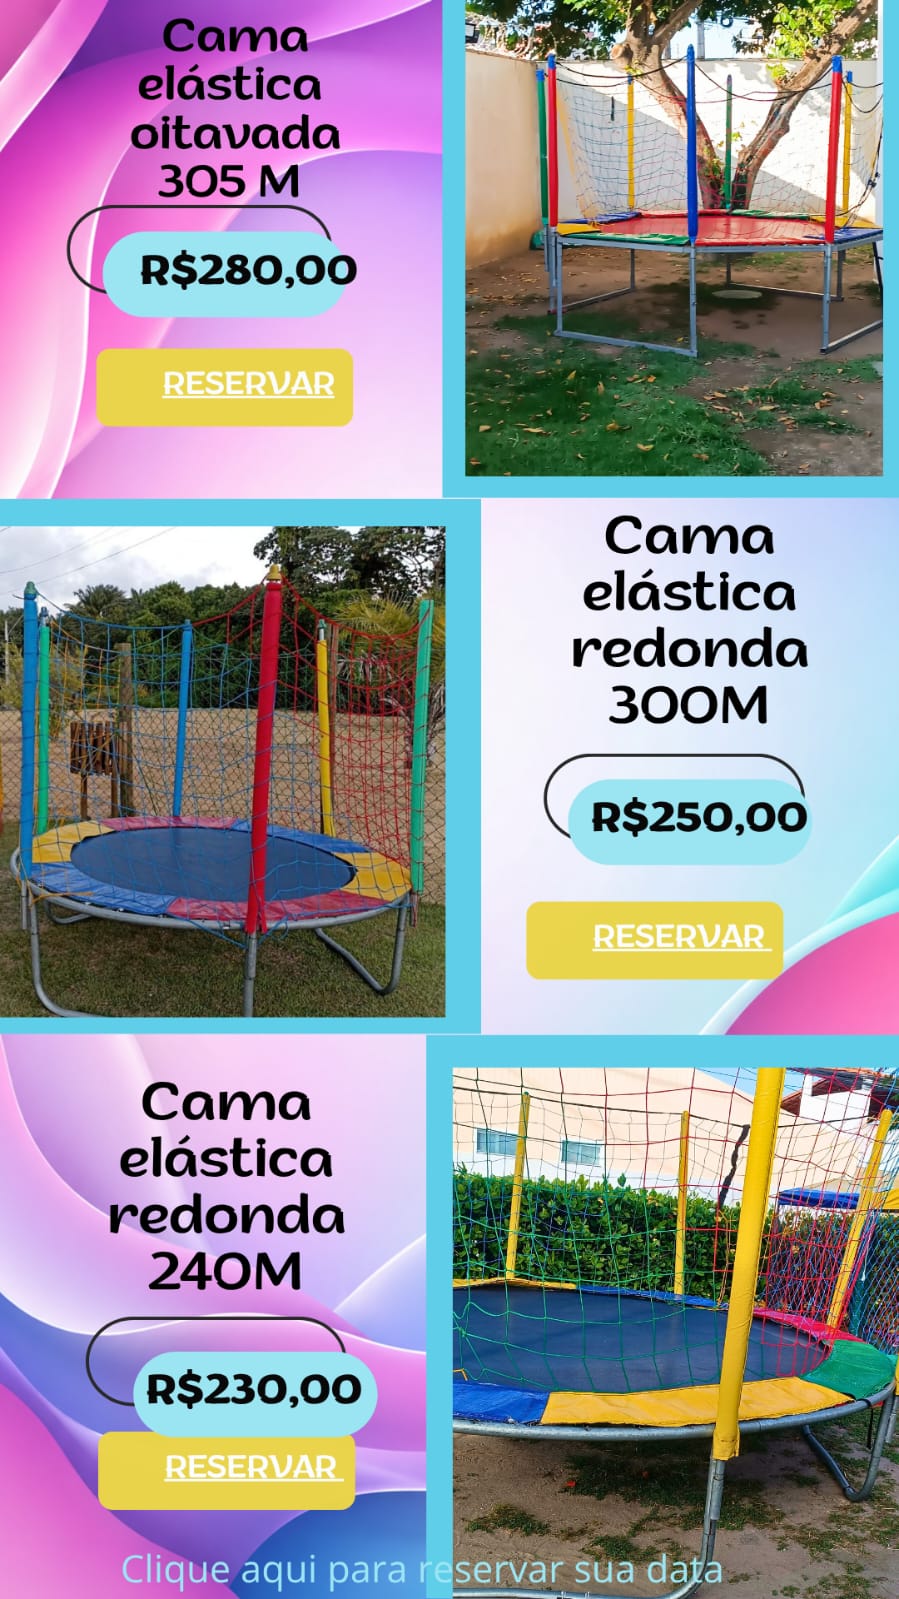 Cama
elástica
oitavada
305 M
R$280,00
RESERVAR
Cama
elástica
redonda
300M
R$250,00
RESERVAR
Cama
elástica
redonda
240M
R$230,00
RESERVAR
Clique aqui para reservar sua data